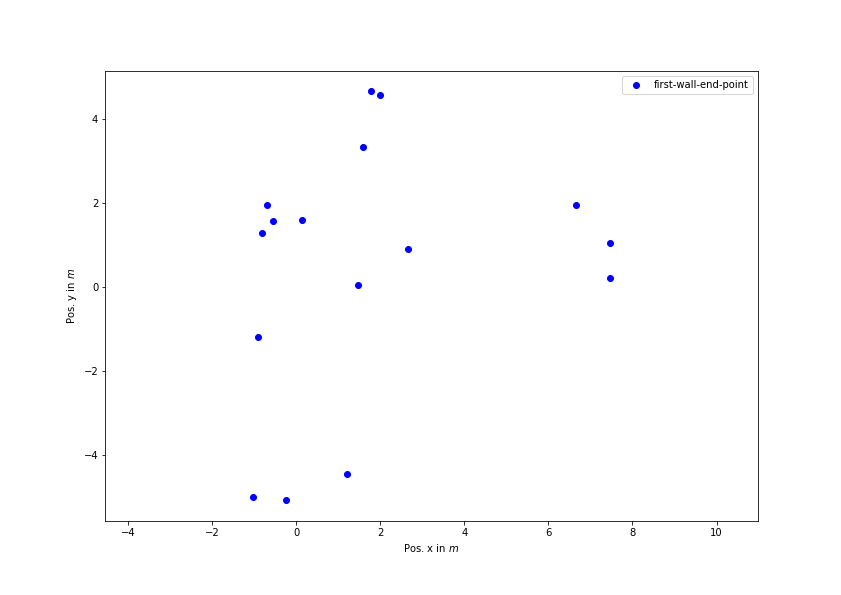 first-wall-end-point
4
2
0
−2
−4
Pos. y in m
−4 −2 0 2 4 6 8 10
Pos. x in m